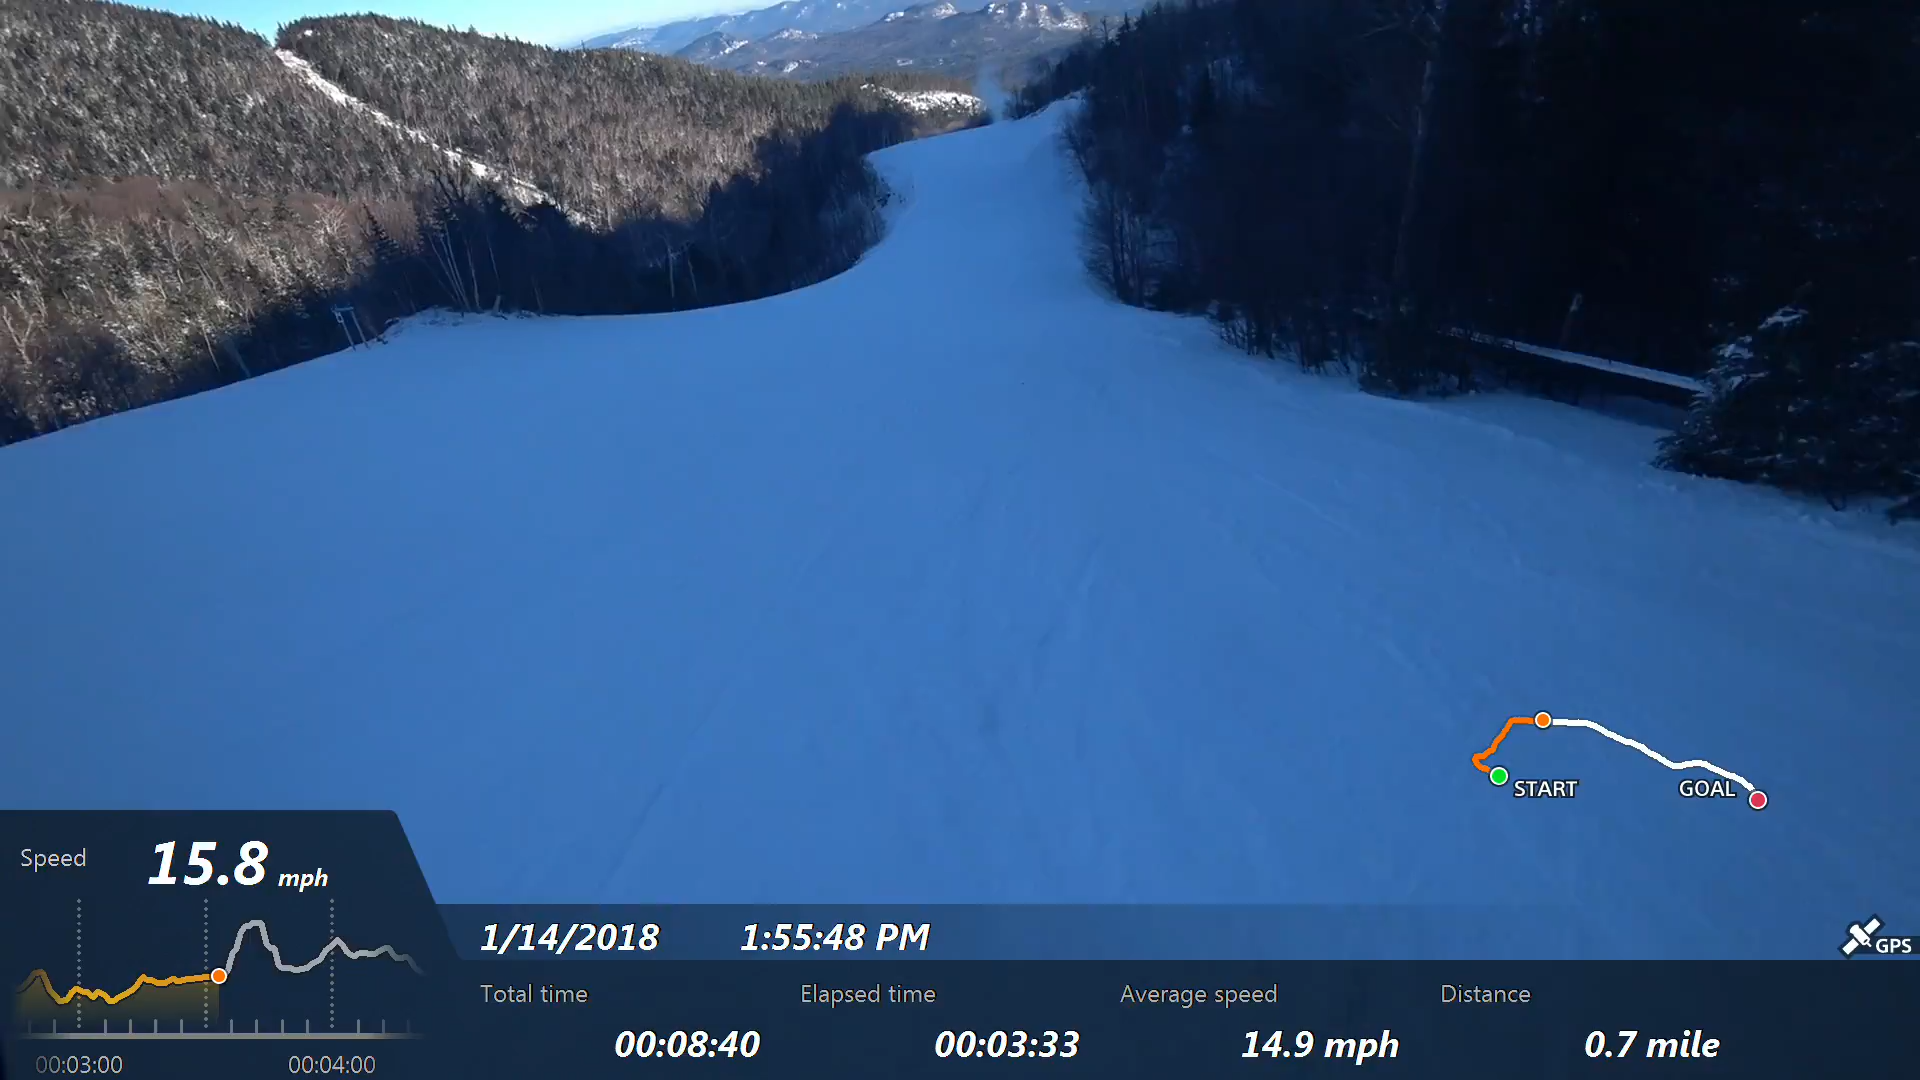 START
GOAL
Speed 15.8 mph
00:03:00 00:04:00
1/14/2018 1:55:48 PM
GPS
Total time Elapsed time Average speed Distance
00:08:40 00:03:33 14.9 mph 0.7 mile